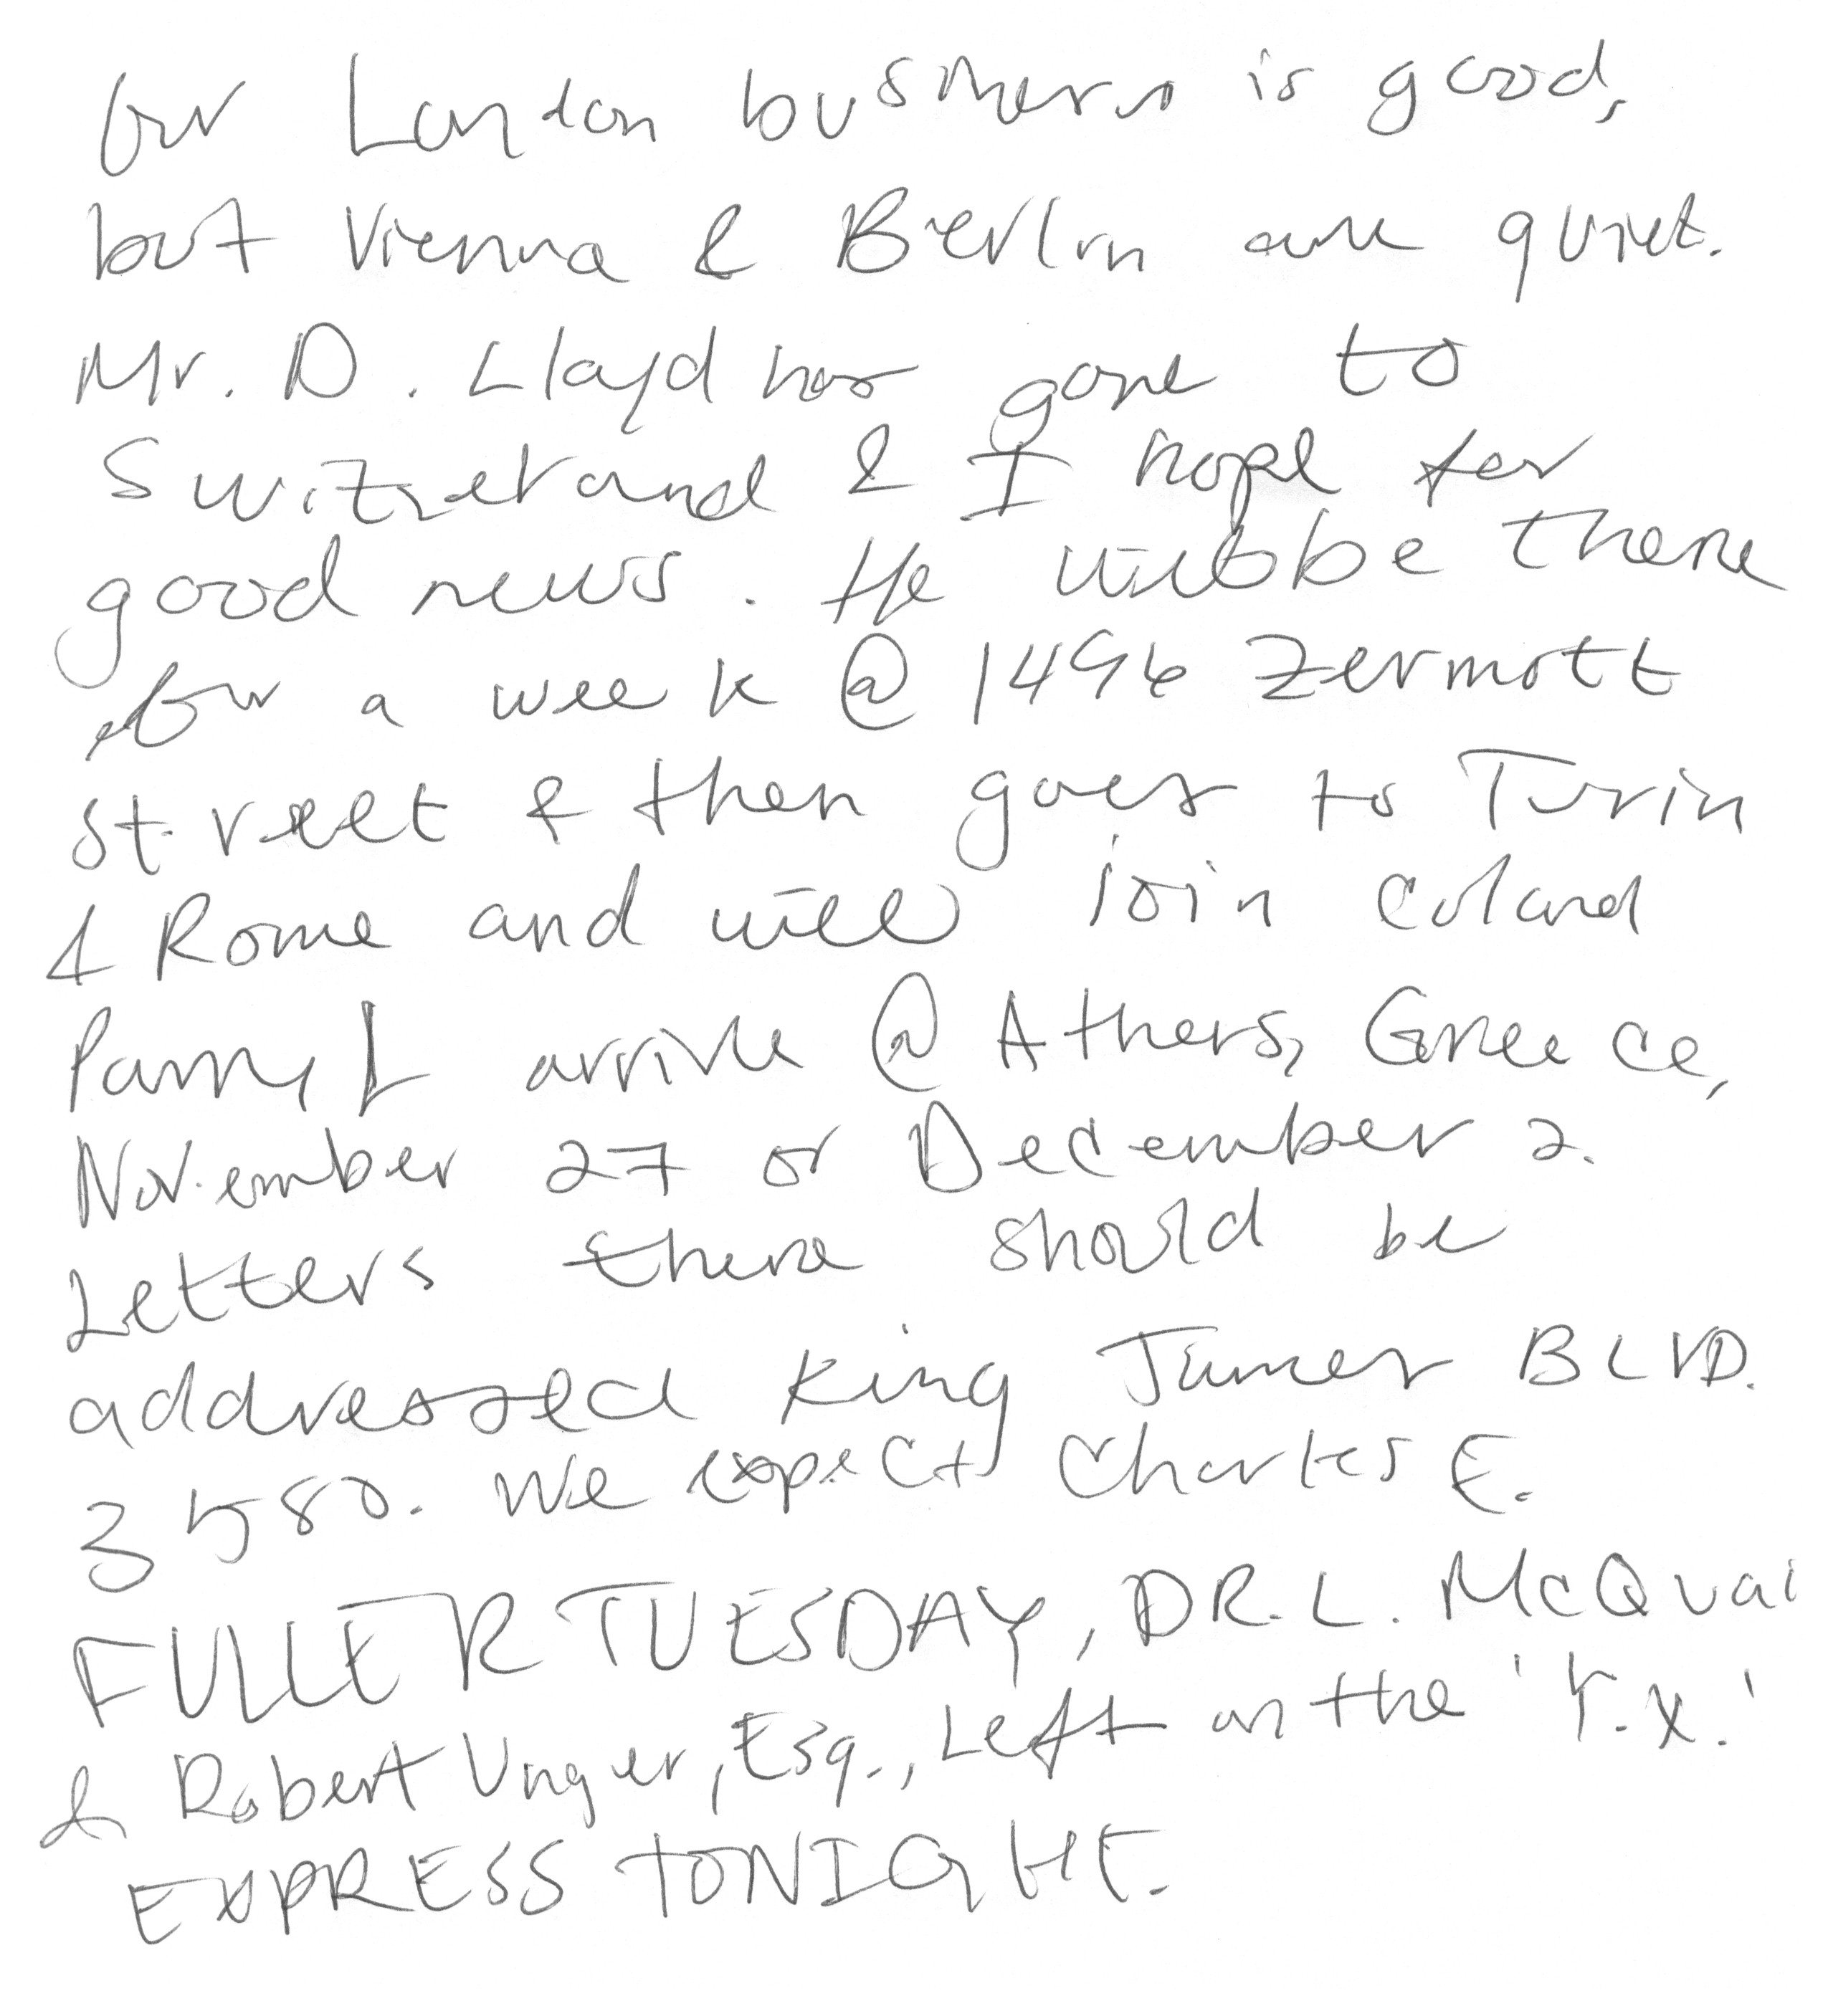 Our London business is good,
but Vienna & Berlin are quiet.
Mr. D. Lloyd has gone to
Switzerland & I hope for
good news. He will be there
for a week @ 1496 Zermott
street & then goes to Turin
& Rome and will join Coland
Parry & arrive @ Athens, Greece,
November 27 or December 2.
Letters there should be
addressed King James BLVD.
3580. We expect Charles E.
FULLER TUESDAY, DR. L. McQuai
& Robert Unger, Esq., Left on the 'Y.X.'
EXPRESS TONIGHT.